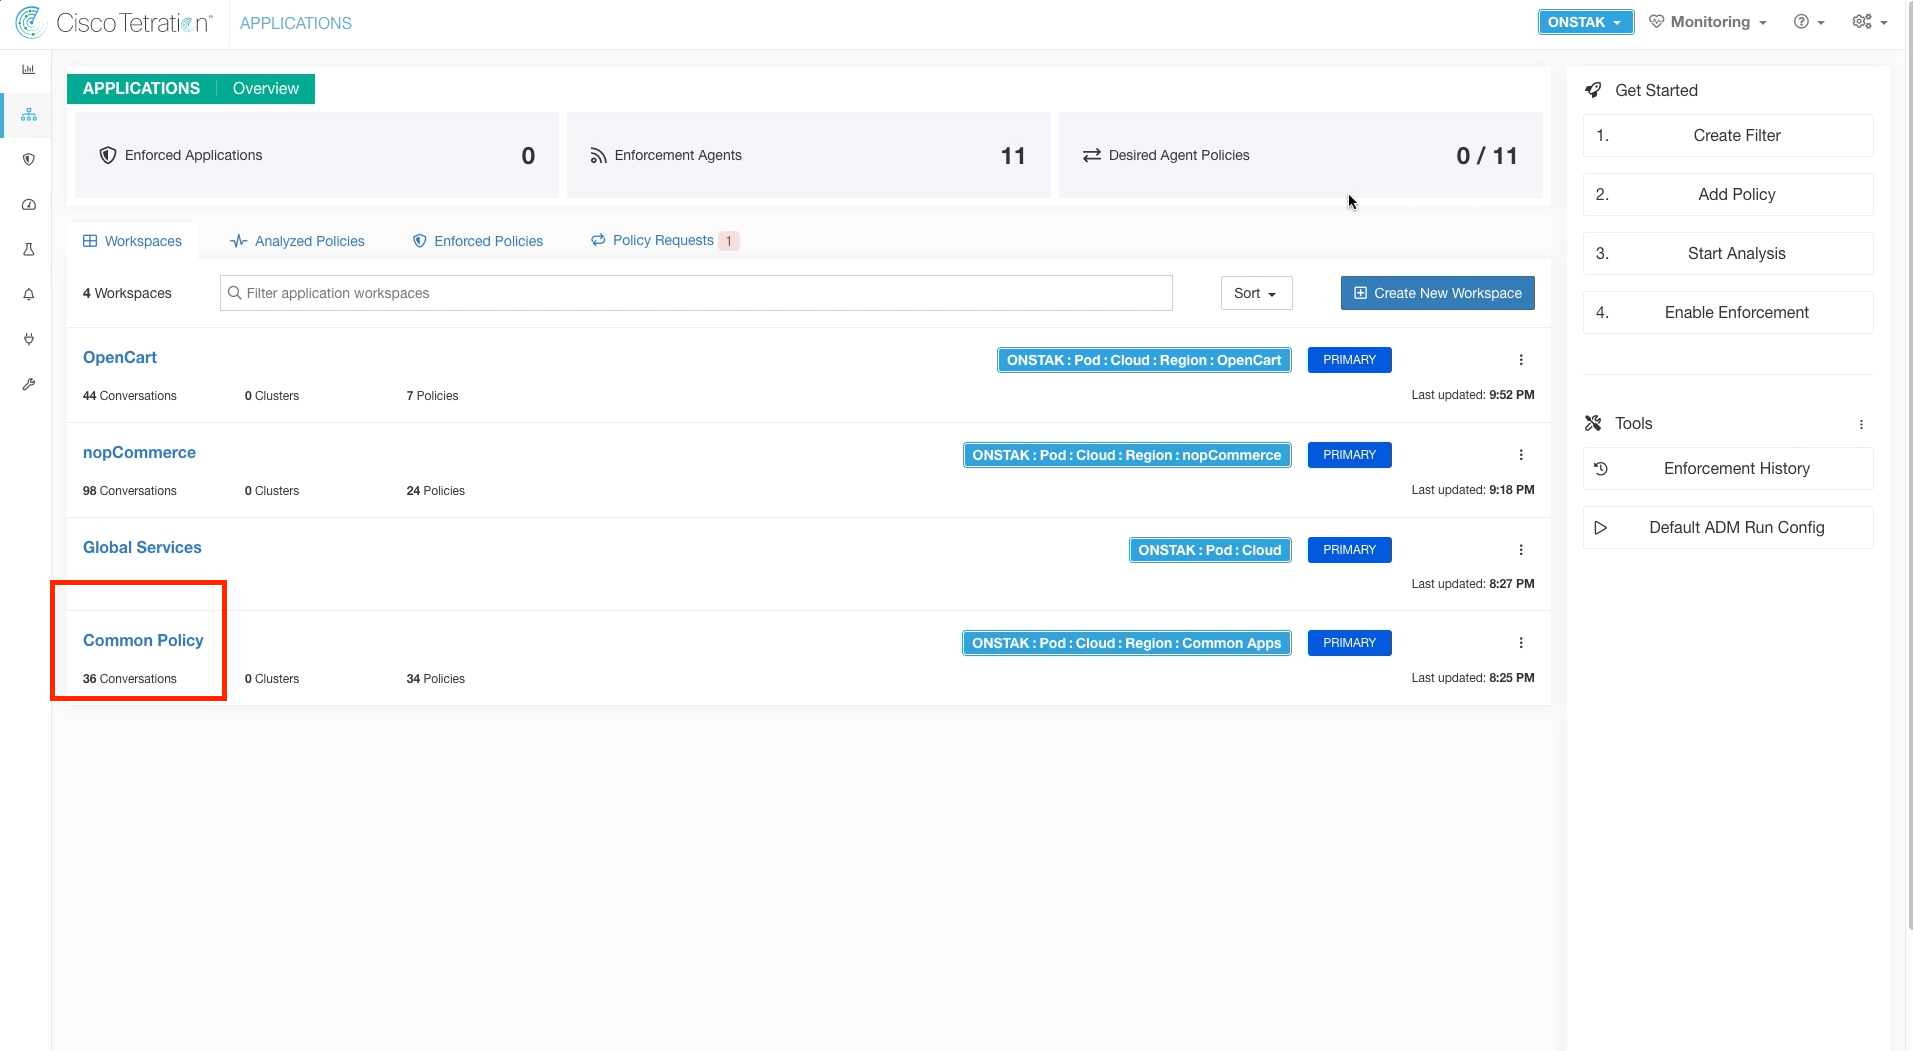 Cisco Tetration™ APPLICATIONS ONSTAK Monitoring
APPLICATIONS Overview
Enforced Applications 0 Enforcement Agents 11 Desired Agent Policies 0 / 11
Workspaces Analyzed Policies Enforced Policies Policy Requests 1
4 Workspaces Filter application workspaces Sort Create New Workspace
OpenCart ONSTAK : Pod : Cloud : Region : OpenCart PRIMARY
44 Conversations 0 Clusters 7 Policies Last updated: 9:52 PM
nopCommerce ONSTAK : Pod : Cloud : Region : nopCommerce PRIMARY
98 Conversations 0 Clusters 24 Policies Last updated: 9:18 PM
Global Services ONSTAK : Pod : Cloud PRIMARY
Last updated: 8:27 PM
Common Policy ONSTAK : Pod : Cloud : Region : Common Apps PRIMARY
36 Conversations 0 Clusters 34 Policies Last updated: 8:25 PM
Get Started
1. Create Filter
2. Add Policy
3. Start Analysis
4. Enable Enforcement
Tools
Enforcement History
Default ADM Run Config